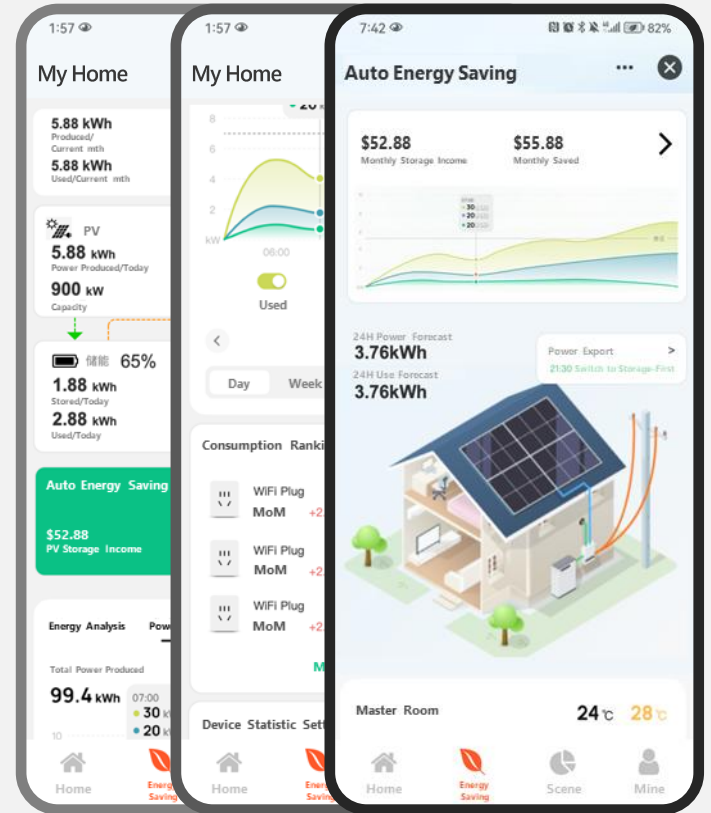 1:57
My Home
5.88 kWh
Produced/
Current mth
5.88 kWh
Used/Current mth
PV
5.88 kWh
Power Produced/Today
900 kW
Capacity
储能 65%
1.88 kWh
Stored/Today
2.88 kWh
Used/Today
Auto Energy Saving
$52.88
PV Storage Income
Energy Analysis
Total Power Produced
99.4 kWh
07:00
30
20
10
Home
Energy
Saving
1:57
My Home
20
8
6
4
2
kW
06:00
Used
Day Week
WiFi Plug
MoM +2.
WiFi Plug
MoM +2
WiFi Plug
MoM +2.
Consumption Ranki
Device Statistic Sett
Home
7:42 82%
Auto Energy Saving
$52.88 $55.88
Monthly Storage Income Monthly Saved
30
20
20
24H Power Forecast
3.76kWh
24H Use Forecast
3.76kWh
Power Export >
21:30 Switch to Storage-First
Master Room 24°C 28°C
Home Energy Saving Scene Mine